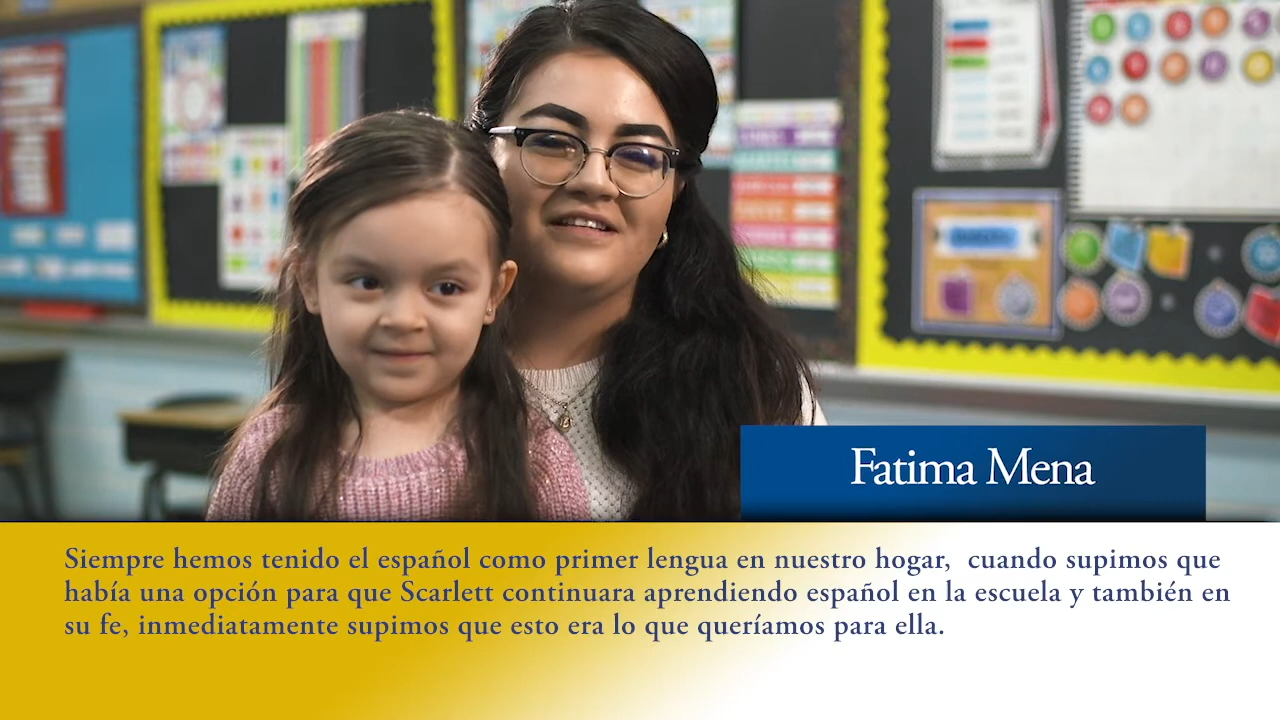 Fatima Mena
Siempre hemos tenido el español como primer lengua en nuestro hogar,  cuando supimos que
había una opción para que Scarlett continuara aprendiendo español en la escuela y también en
su fe, inmediatamente supimos que esto era lo que queríamos para ella.